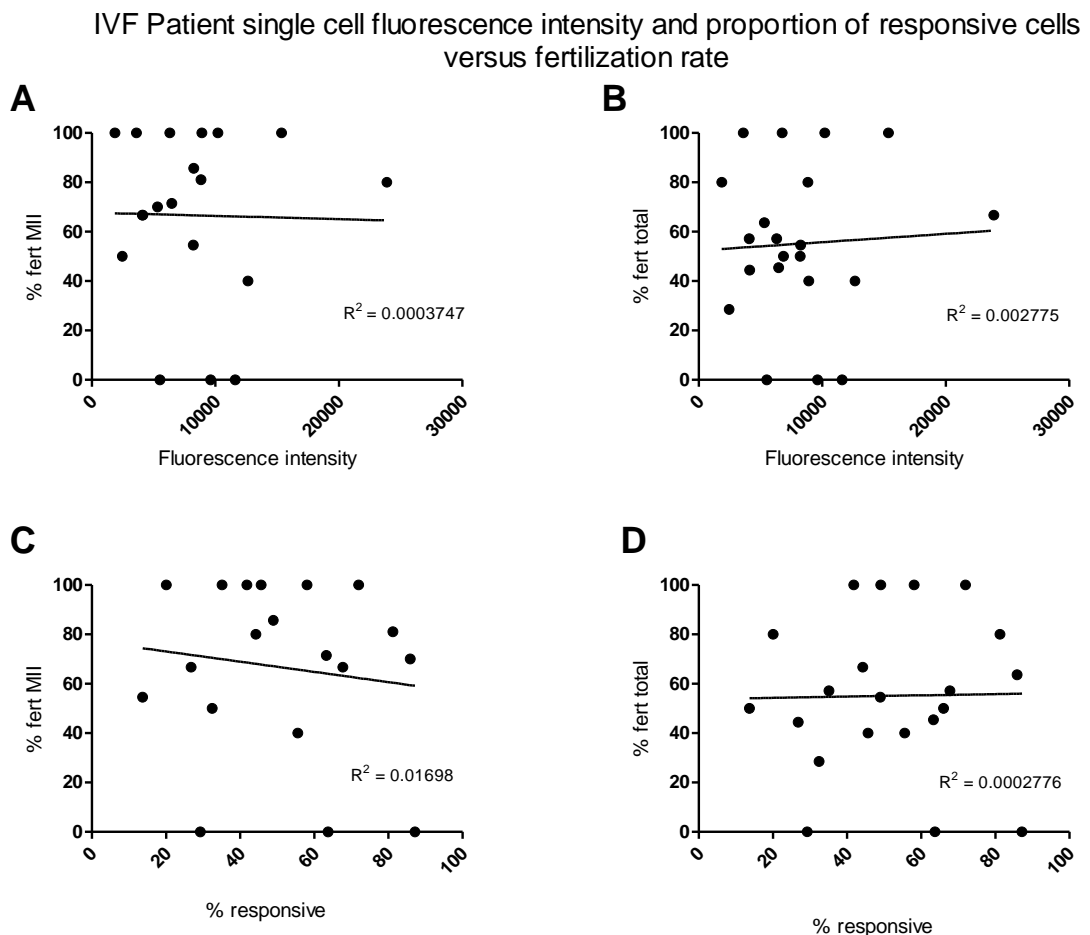 IVF Patient single cell fluorescence intensity and proportion of responsive cells
versus fertilization rate
A
% fert MII
100
80
60
40
20
0
R² = 0.0003747
0
10000
20000
30000
Fluorescence intensity
B
% fert total
100
80
60
40
20
0
R² = 0.002775
0
10000
20000
30000
Fluorescence intensity
C
% fert MII
100
80
60
40
20
0
R² = 0.01698
0
20
40
60
80
100
% responsive
D
% fert total
100
80
60
40
20
0
R² = 0.0002776
0
20
40
60
80
100
% responsive